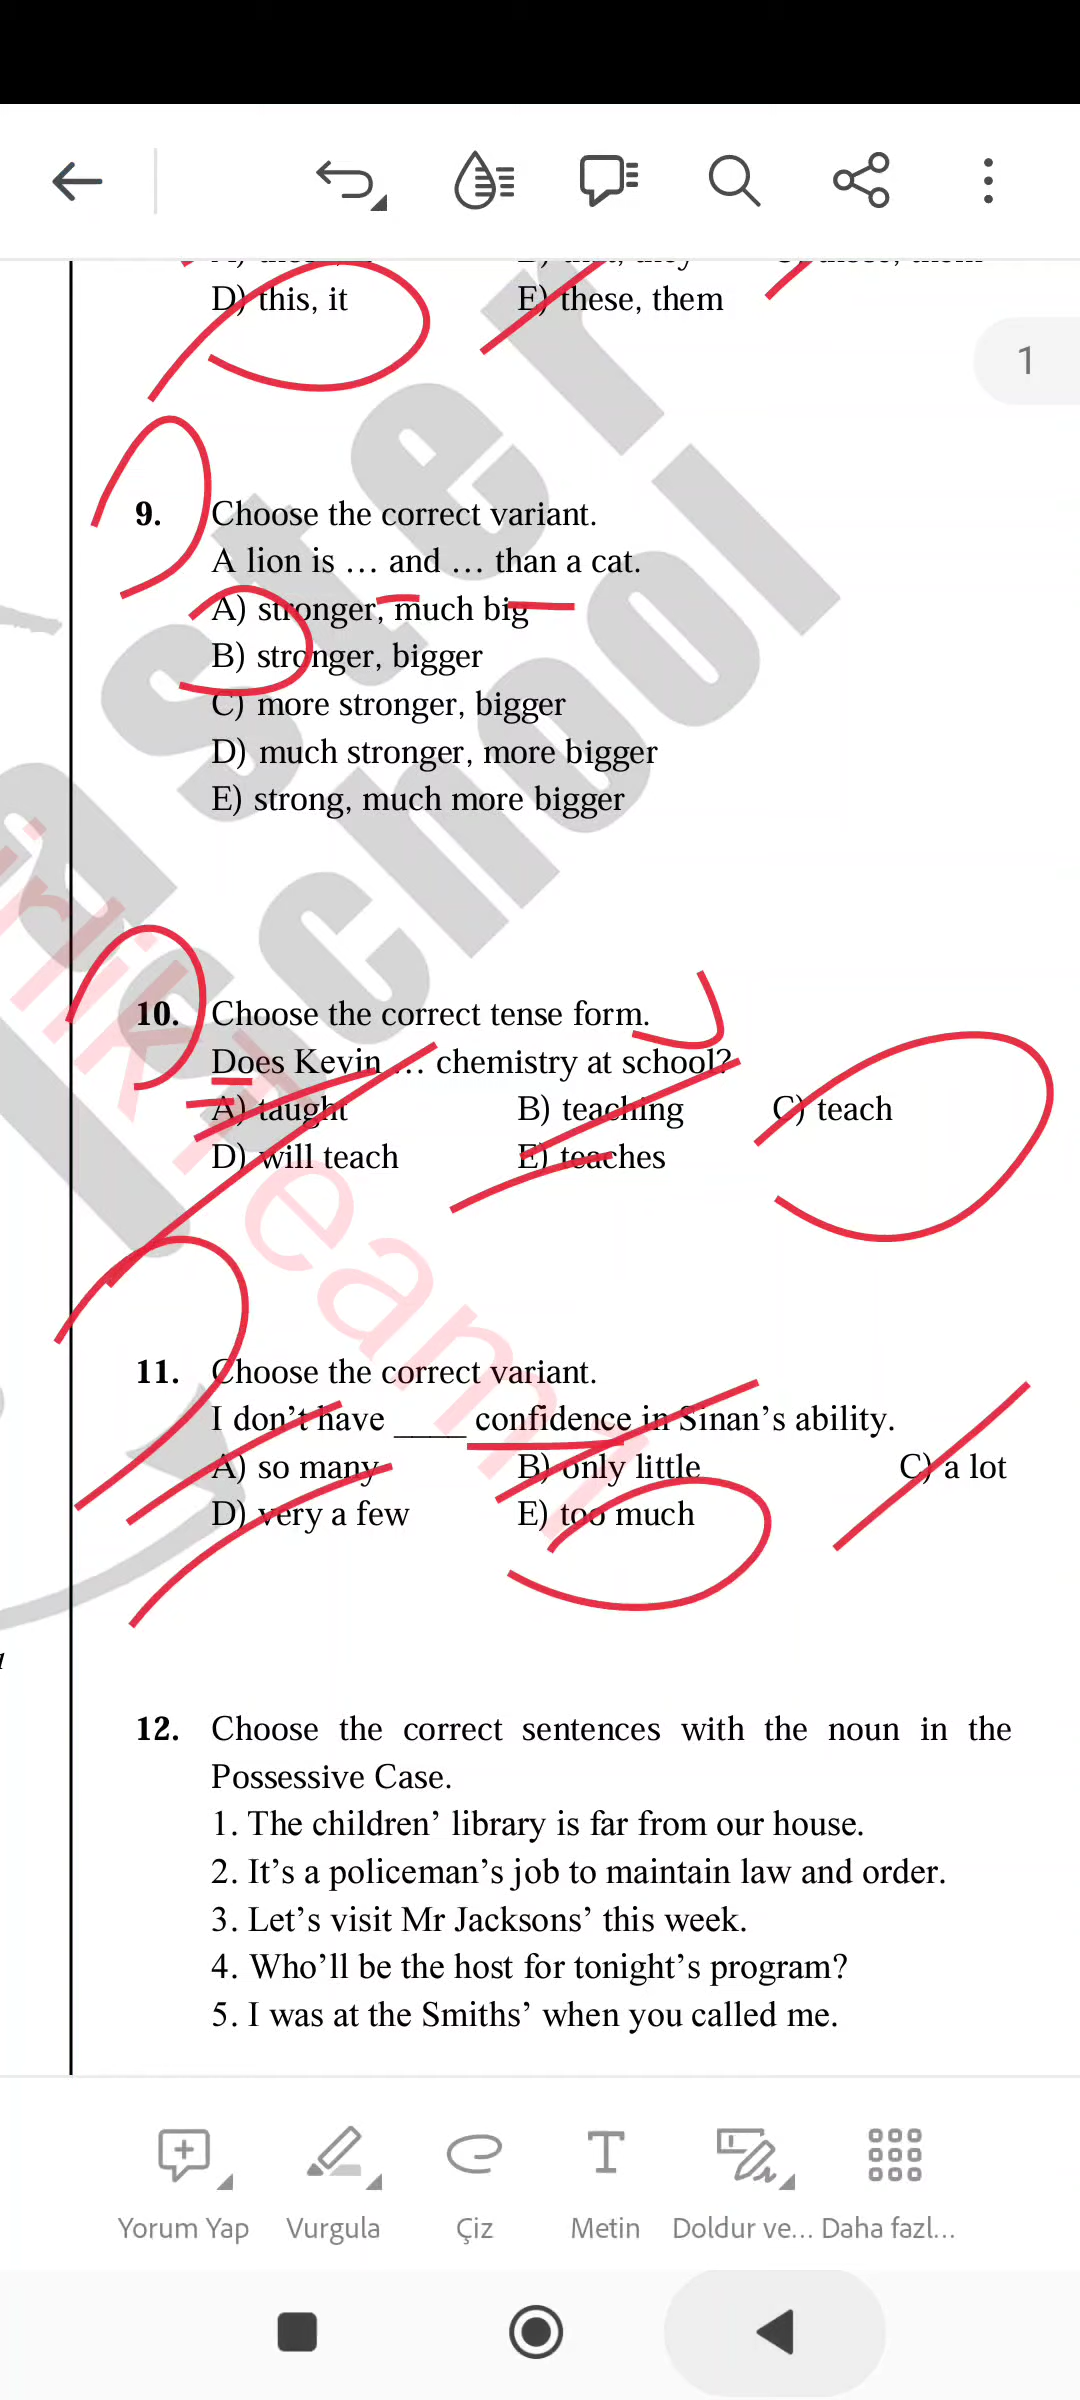 D) this, it E) these, them
1
9. Choose the correct variant.
A lion is … and … than a cat.
A) stronger, much big
B) stronger, bigger
C) more stronger, bigger
D) much stronger, more bigger
E) strong, much more bigger
10. Choose the correct tense form.
Does Kevin … chemistry at school?
A) taught B) teaching C) teach
D) will teach E) teaches
11. Choose the correct variant.
I don’t have ____ confidence in Sinan’s ability.
A) so many B) only little C) a lot
D) very a few E) too much
12. Choose the correct sentences with the noun in the
Possessive Case.
1. The children’ library is far from our house.
2. It’s a policeman’s job to maintain law and order.
3. Let’s visit Mr Jacksons’ this week.
4. Who’ll be the host for tonight’s program?
5. I was at the Smiths’ when you called me.
Yorum Yap Vurgula Çiz Metin Doldur ve... Daha fazl...